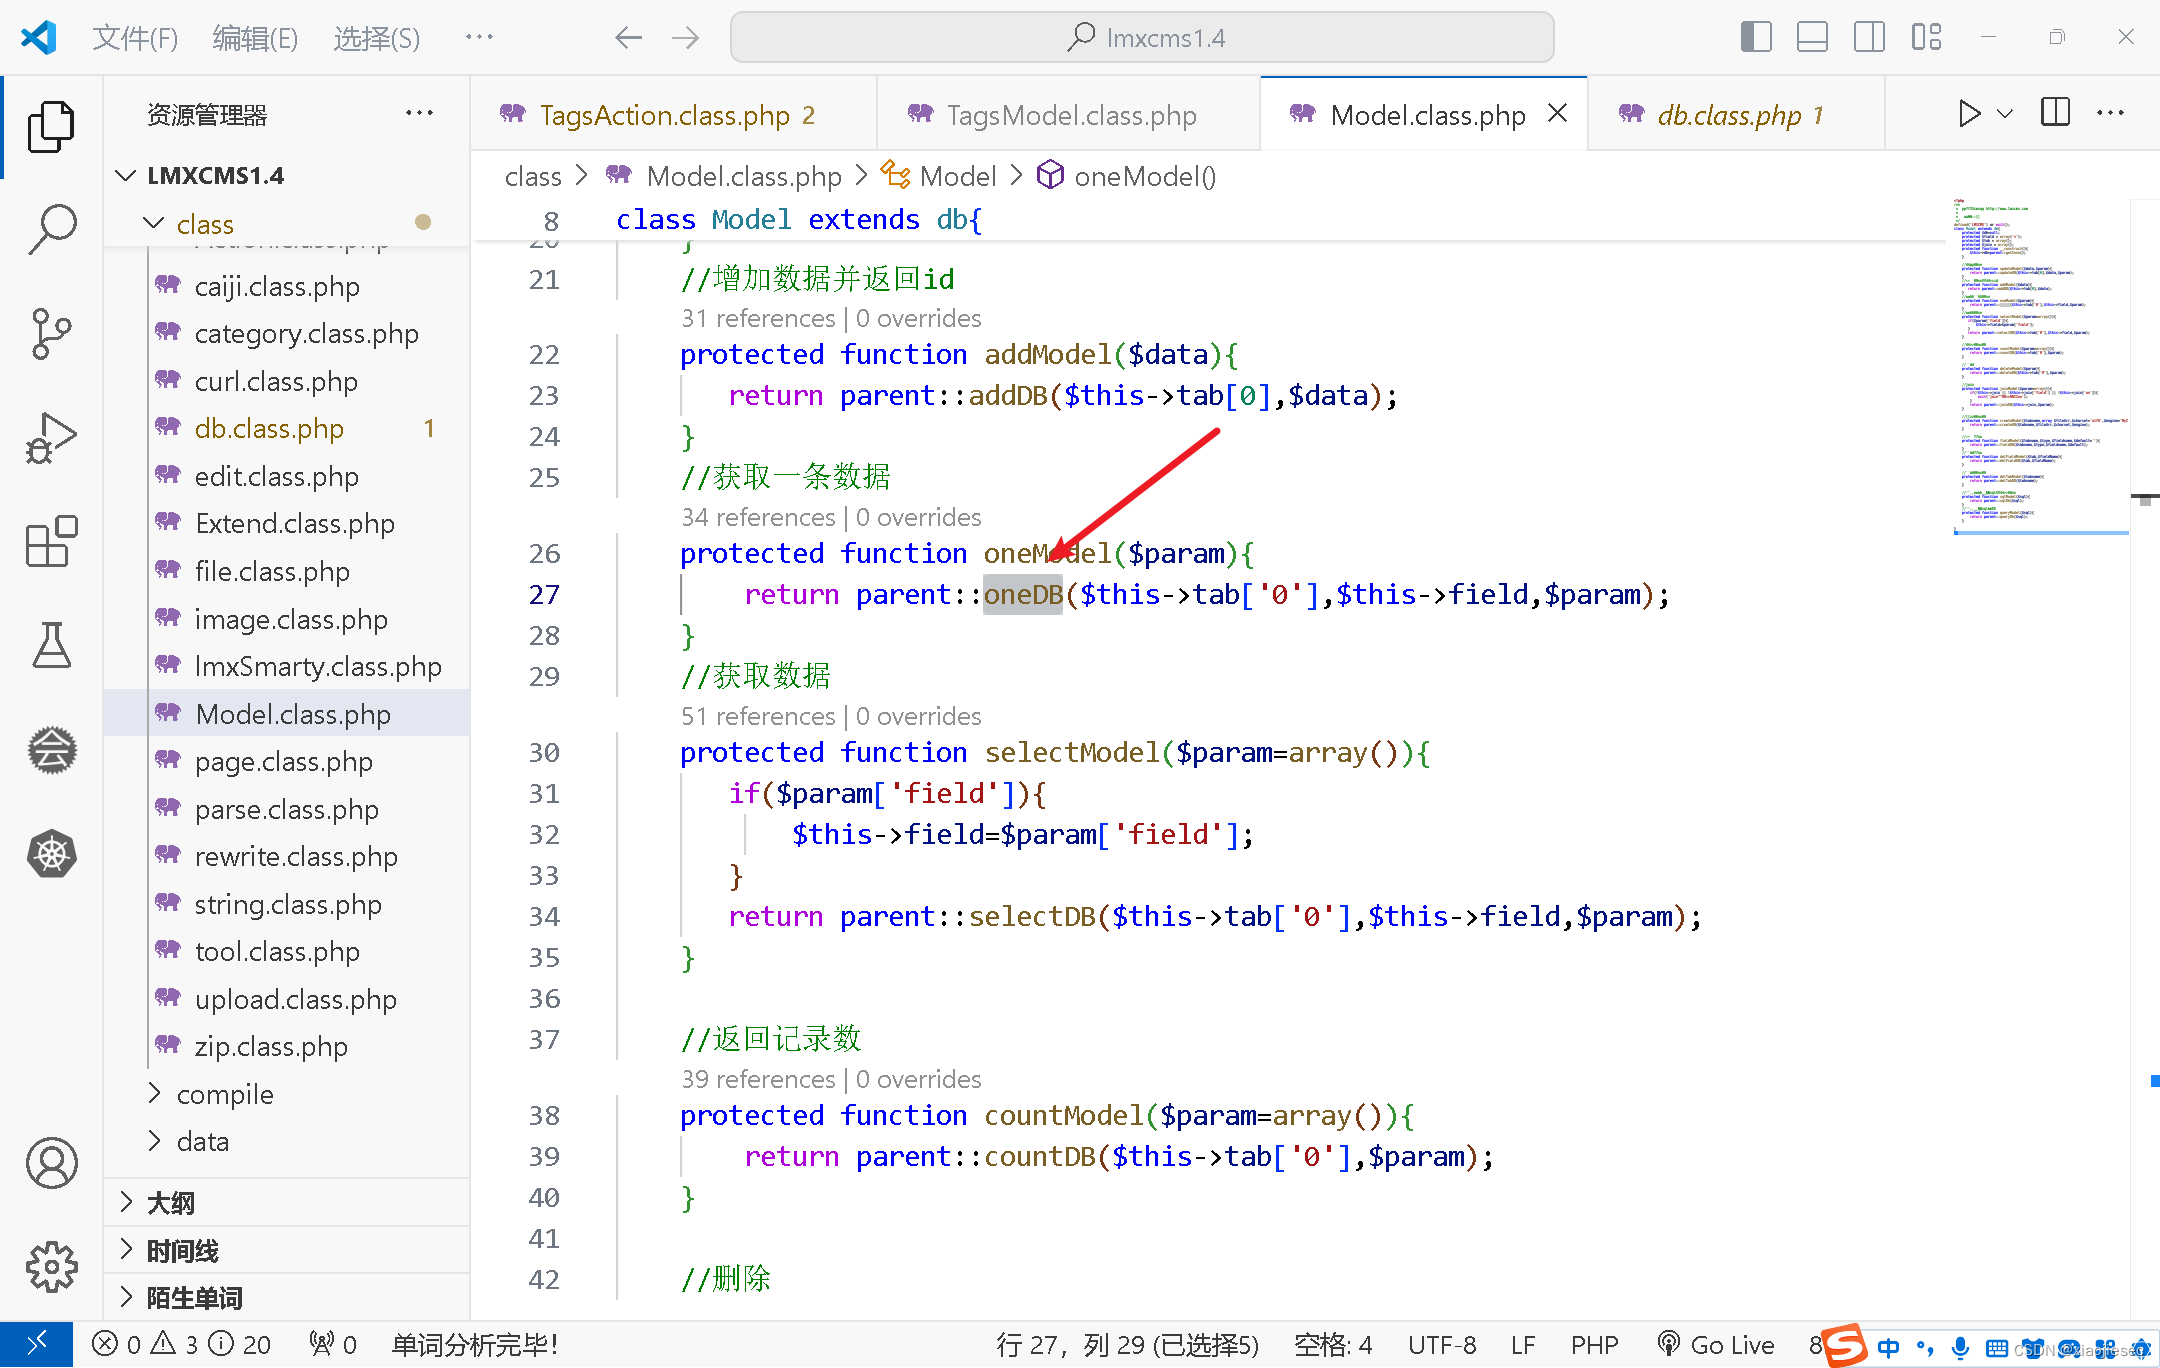 文件(F) 编辑(E) 选择(S) ··· lmxcms1.4
资源管理器 ···
LMXCMS1.4
class
caiji.class.php
category.class.php
curl.class.php
db.class.php 1
edit.class.php
Extend.class.php
file.class.php
image.class.php
lmxSmarty.class.php
Model.class.php
page.class.php
parse.class.php
rewrite.class.php
string.class.php
tool.class.php
upload.class.php
zip.class.php
compile
data
大纲
时间线
陌生单词
TagsAction.class.php 2 TagsModel.class.php Model.class.php db.class.php 1
class > Model.class.php > Model > oneModel()
8 class Model extends db{
20 }
21 //增加数据并返回id
31 references | 0 overrides
22 protected function addModel($data){
23 return parent::addDB($this->tab[0],$data);
24 }
25 //获取一条数据
34 references | 0 overrides
26 protected function oneModel($param){
27 return parent::oneDB($this->tab['0'],$this->field,$param);
28 }
29 //获取数据
51 references | 0 overrides
30 protected function selectModel($param=array()){
31 if($param['field']){
32 $this->field=$param['field'];
33 }
34 return parent::selectDB($this->tab['0'],$this->field,$param);
35 }
36
37 //返回记录数
39 references | 0 overrides
38 protected function countModel($param=array()){
39 return parent::countDB($this->tab['0'],$param);
40 }
41
42 //删除
0 3 20 0 单词分析完毕! 行 27，列 29 (已选择5) 空格: 4 UTF-8 LF PHP Go Live 8
中
CSDN @xiaojiesec